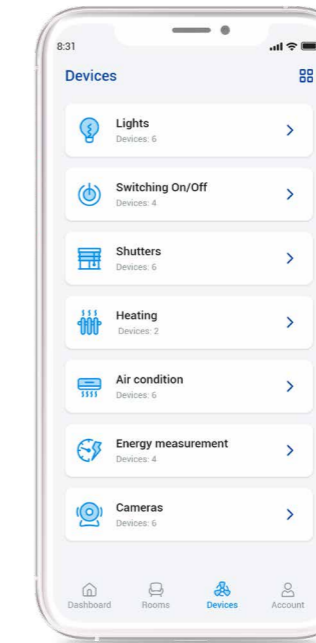 8:31
Devices
Lights
Devices: 6
Switching On/Off
Devices: 4
Shutters
Devices: 6
Heating
Devices: 2
Air condition
Devices: 6
Energy measurement
Devices: 4
Cameras
Devices: 6
Dashboard Rooms Devices Account